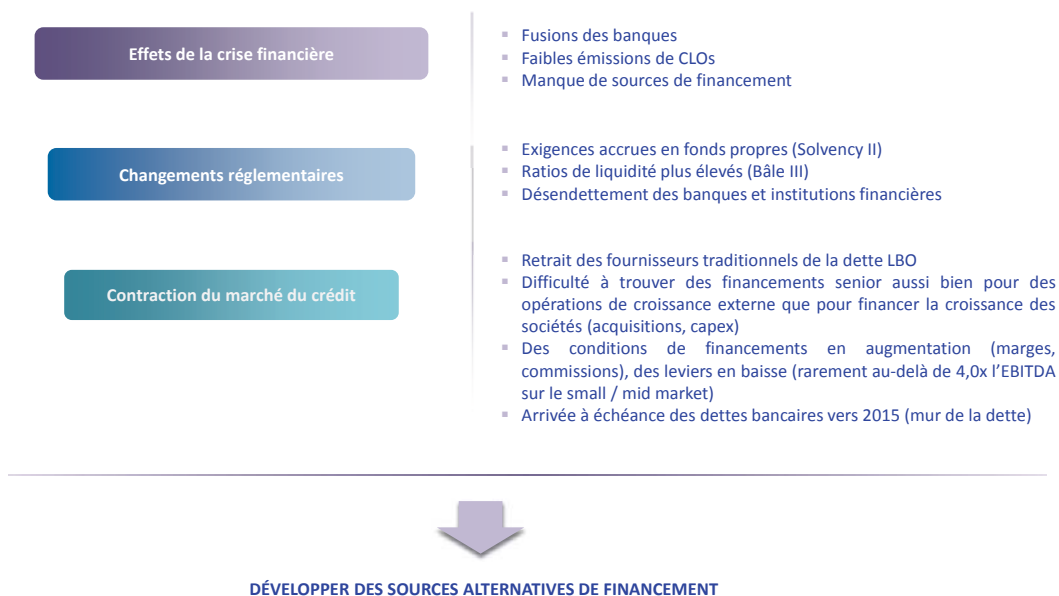 Effets de la crise financière
▪ Fusions des banques
▪ Faibles émissions de CLOs
▪ Manque de sources de financement
Changements réglementaires
▪ Exigences accrues en fonds propres (Solvency II)
▪ Ratios de liquidité plus élevés (Bâle III)
▪ Désendettement des banques et institutions financières
Contraction du marché du crédit
▪ Retrait des fournisseurs traditionnels de la dette LBO
▪ Difficulté à trouver des financements senior aussi bien pour des
opérations de croissance externe que pour financer la croissance des
sociétés (acquisitions, capex)
▪ Des conditions de financements en augmentation (marges,
commissions), des leviers en baisse (rarement au-delà de 4,0x l'EBITDA
sur le small / mid market)
▪ Arrivée à échéance des dettes bancaires vers 2015 (mur de la dette)
DÉVELOPPER DES SOURCES ALTERNATIVES DE FINANCEMENT